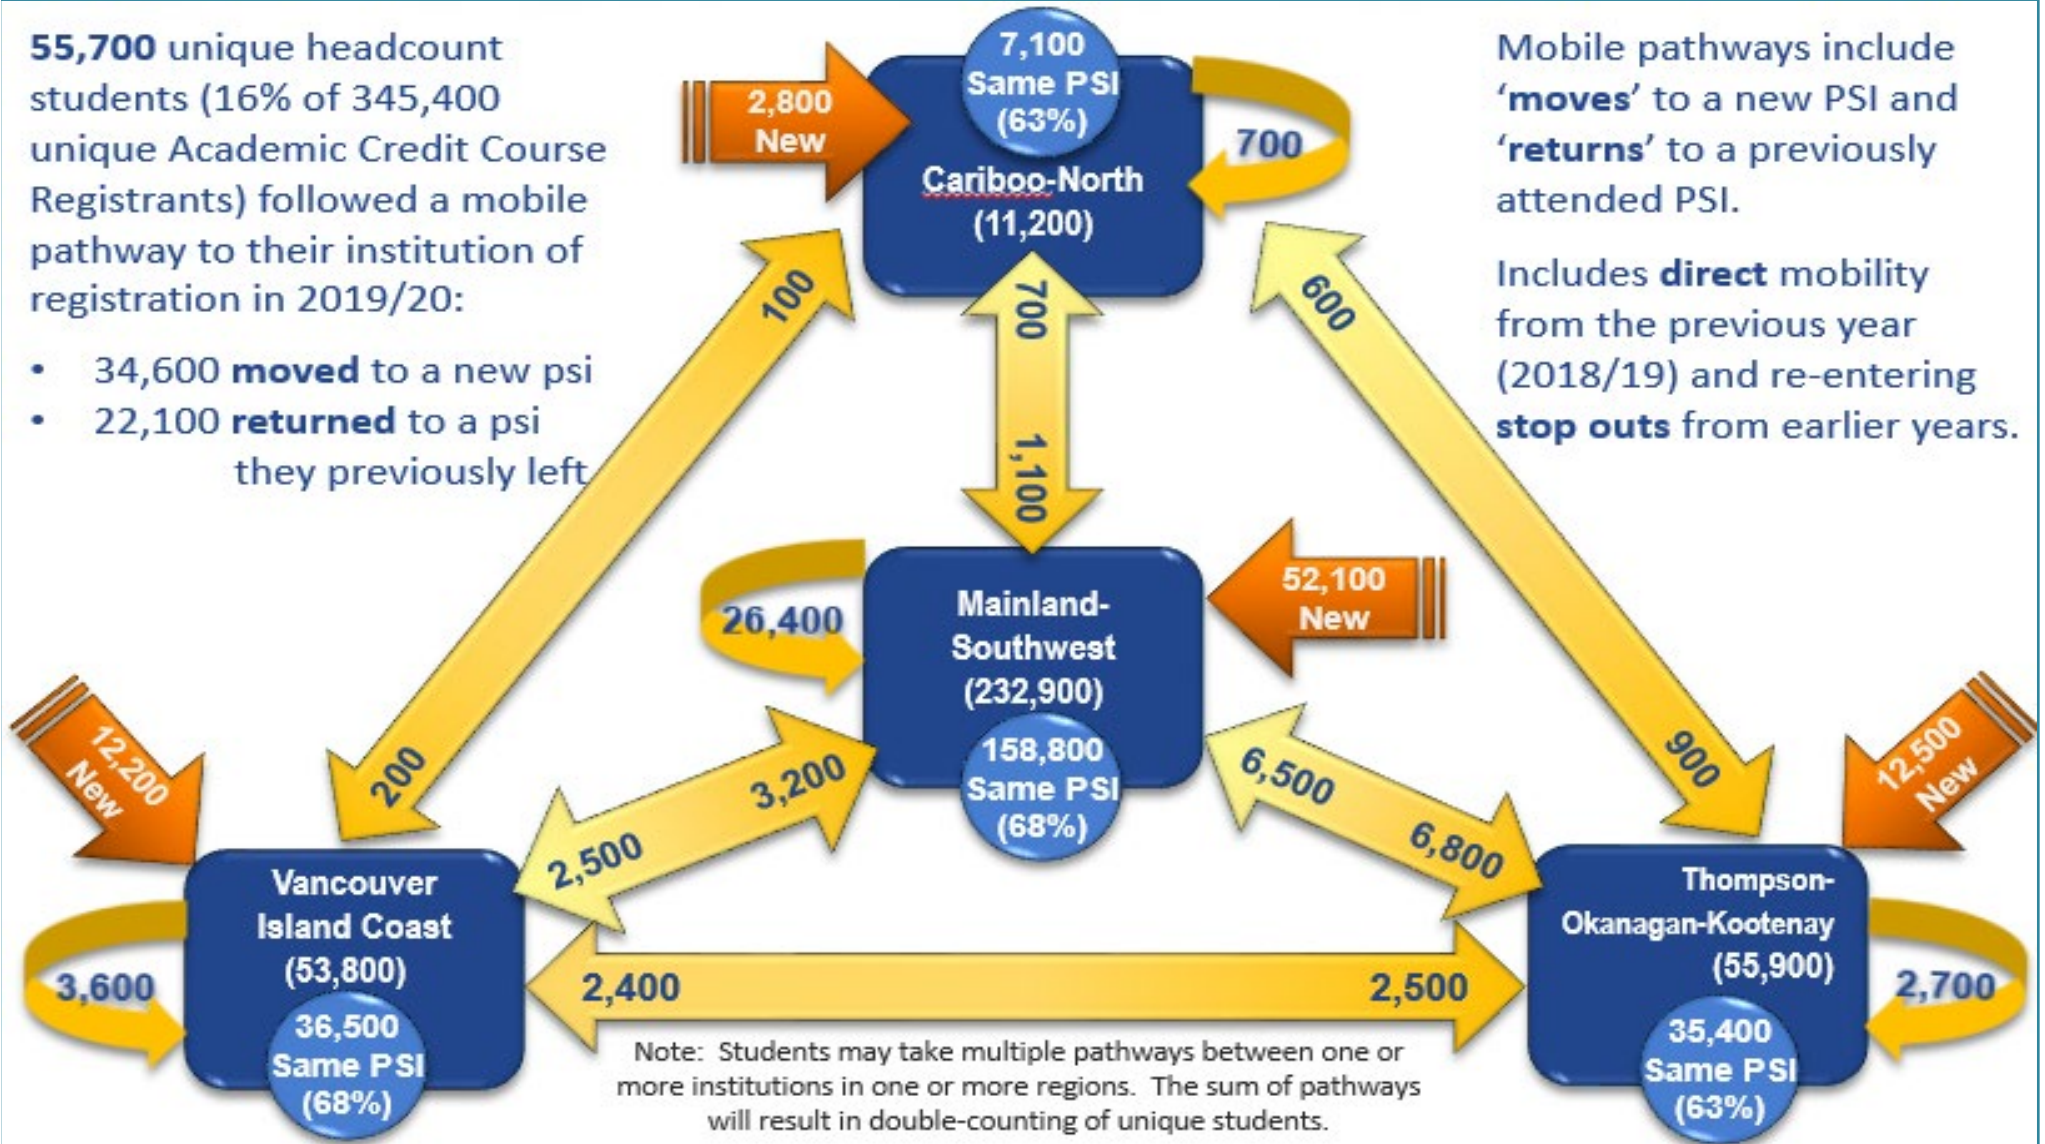 55,700 unique headcount
students (16% of 345,400
unique Academic Credit Course
Registrants) followed a mobile
pathway to their institution of
registration in 2019/20:
• 34,600 moved to a new psi
• 22,100 returned to a psi
they previously left
Mobile pathways include
‘moves’ to a new PSI and
‘returns’ to a previously
attended PSI.
Includes direct mobility
from the previous year
(2018/19) and re-entering
stop outs from earlier years.
2,800
New
7,100
Same PSI
(63%)
Cariboo-North
(11,200)
700
100
200
700
1,100
600
900
26,400
Mainland-
Southwest
(232,900)
158,800
Same PSI
(68%)
52,100
New
12,200
New
2,500
3,200
6,500
6,800
12,500
New
Vancouver
Island Coast
(53,800)
36,500
Same PSI
(68%)
3,600
2,400
2,500
Thompson-
Okanagan-Kootenay
(55,900)
35,400
Same PSI
(63%)
2,700
Note: Students may take multiple pathways between one or
more institutions in one or more regions. The sum of pathways
will result in double-counting of unique students.